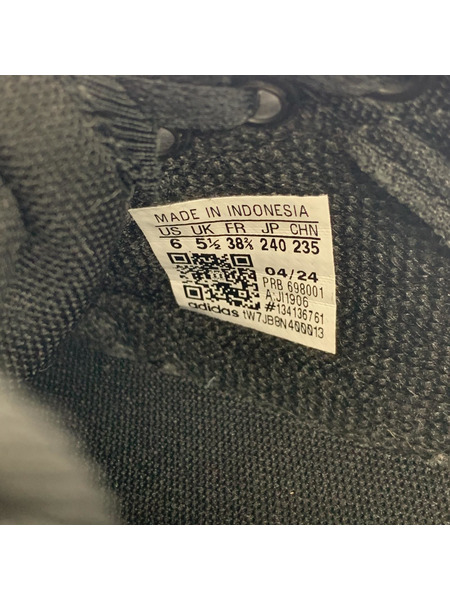 MADE IN INDONESIA
US UK FR JP CHN
6 5½ 38⅔ 240 235
04/24
PRB 698001
A:JI1906
#134136761
adidas tW7JB8N400013